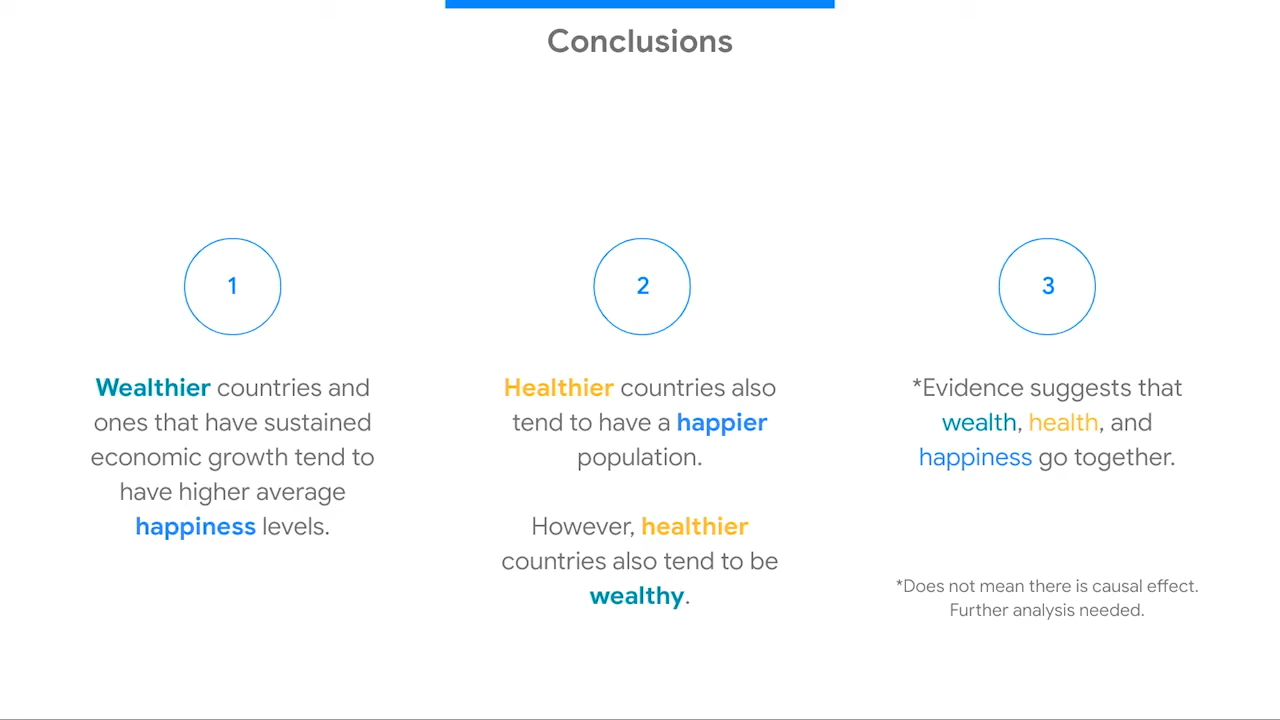 Conclusions
1
Wealthier countries and
ones that have sustained
economic growth tend to
have higher average
happiness levels.
2
Healthier countries also
tend to have a happier
population.
However, healthier
countries also tend to be
wealthy.
3
*Evidence suggests that
wealth, health, and
happiness go together.
*Does not mean there is causal effect.
Further analysis needed.